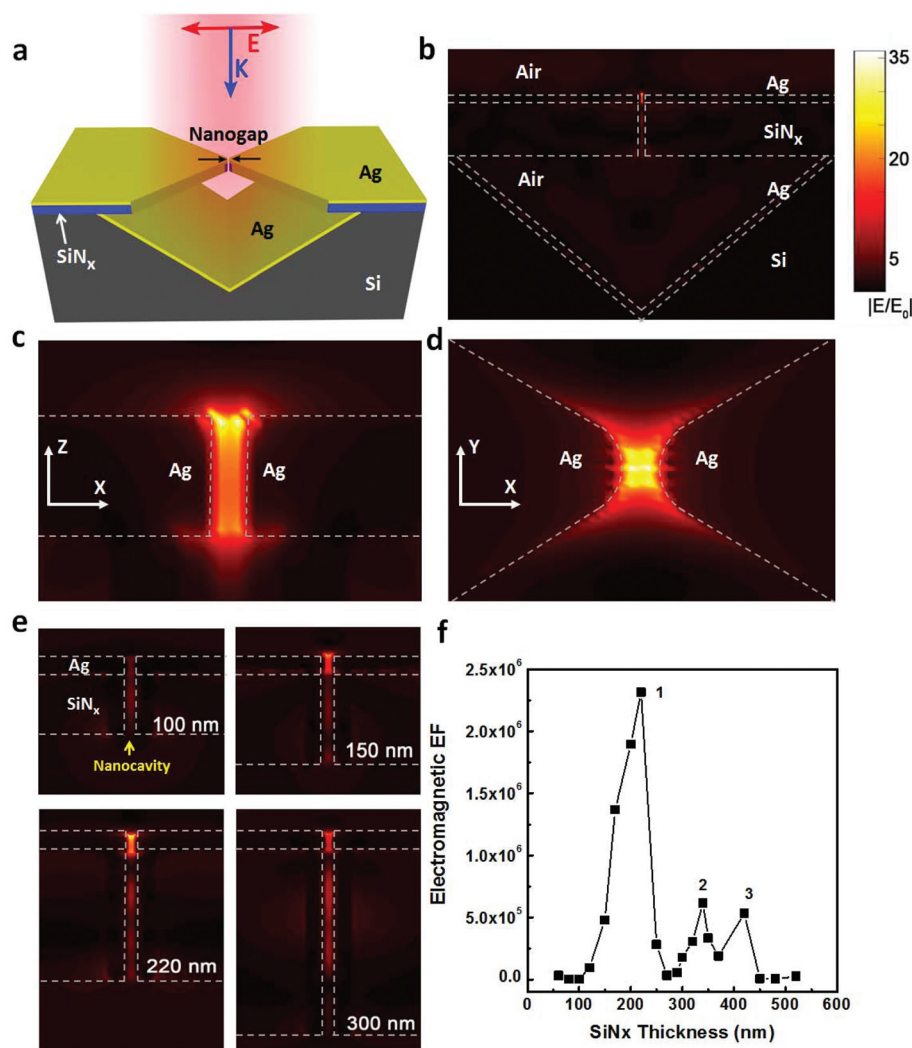 a
E
K
Nanogap
Ag
Ag
SiNₓ
Si
b
Air
Ag
SiNₓ
Air
Ag
Si
35
20
5
|E/E₀|
c
Z
X
Ag
Ag
d
Y
X
Ag
Ag
e
Ag
SiNₓ
100 nm
Nanocavity
150 nm
220 nm
300 nm
f
Electromagnetic EF
2.5x10⁶
2.0x10⁶
1.5x10⁶
1.0x10⁶
5.0x10⁵
0.0
1
2
3
0 100 200 300 400 500 600
SiNx Thickness (nm)